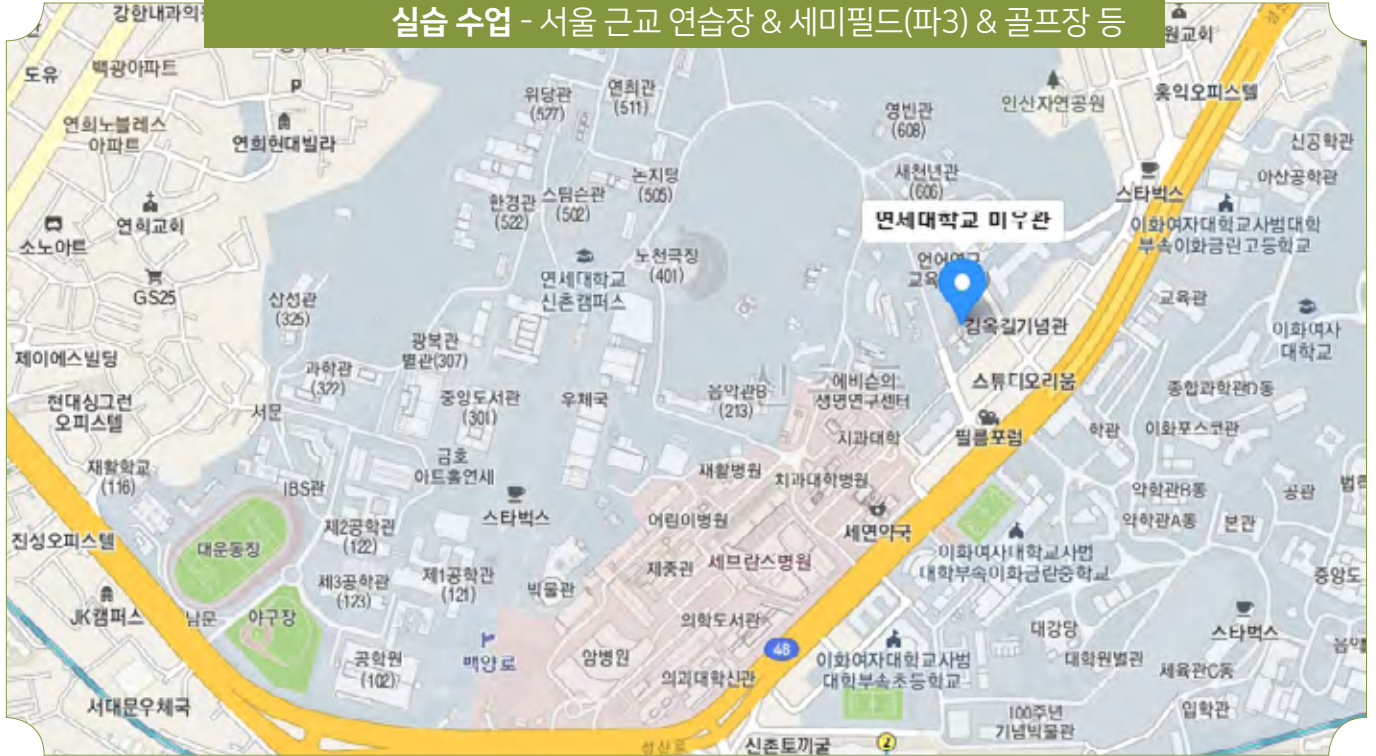 실습 수업 - 서울 근교 연습장 & 세미필드(파3) & 골프장 등
강한내과의
원교회
도유
백광아파트
P
연희노블레스
아파트
연희현대빌라
위당관
(527)
연희관
(511)
영빈관
(608)
안산자연공원
홍익오피스텔
신공학관
아산공학관
스타벅스
이화여자대학교사범대학
부속이화금란고등학교
논지당
(505)
새천년관
(606)
한경관
(522)
스팀슨관
(502)
연세대학교 미우관
연희교회
소노아트
GS25
연세대학교
신촌캠퍼스
노천극장
(401)
언어연구
교육
김옥길기념관
교육관
이화여자
대학교
삼성관
(325)
광복관
별관(307)
제이에스빌딩
과학관
(322)
중앙도서관
(301)
우체국
음악관B
(213)
에비슨의
생명연구센터
스튜디오리움
종합과학관D동
현대싱그런
오피스텔
서문
치과대학
필름포럼
학관
이화포스코관
재활학교
(116)
IBS관
금호
아트홀연세
재활병원
치과대학병원
약학관B동
공관
스타벅스
어린이병원
세연약국
약학관A동
본관
진성오피스텔
대운동장
제2공학관
(122)
제중관
세브란스병원
이화여자대학교사범
대학부속이화금란중학교
중앙도
제3공학관
(123)
제1공학관
(121)
박물관
JK캠퍼스
남문
야구장
의학도서관
대강당
스타벅스
백양로
암병원
46
공학원
(102)
의과대학신관
이화여자대학교사범
대학부속초등학교
대학원별관
체육관C동
서대문우체국
100주년
기념박물관
입학관
성산로
신촌토끼굴
2